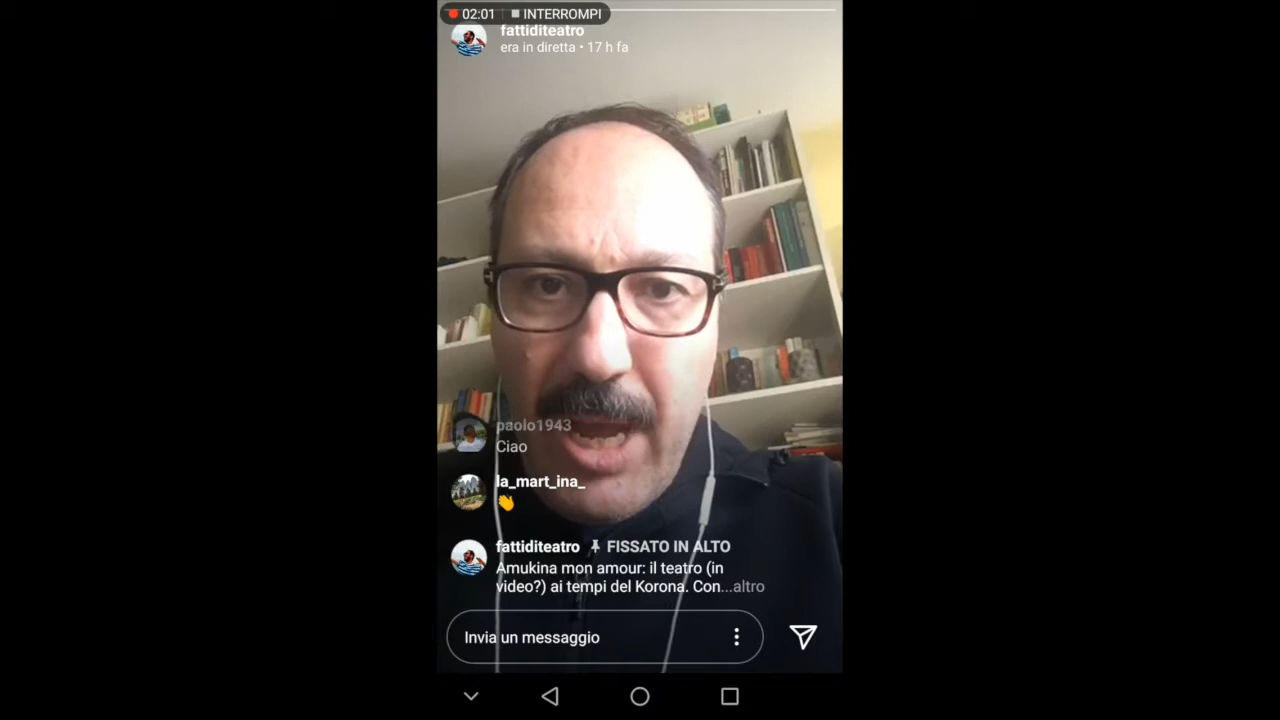 02:01 INTERROMPI
fattiditeatro
era in diretta • 17 h fa
paolo1943
Ciao
la_mart_ina_
fattiditeatro FISSATO IN ALTO
Amukina mon amour: il teatro (in
video?) ai tempi del Korona. Con...altro
Invia un messaggio